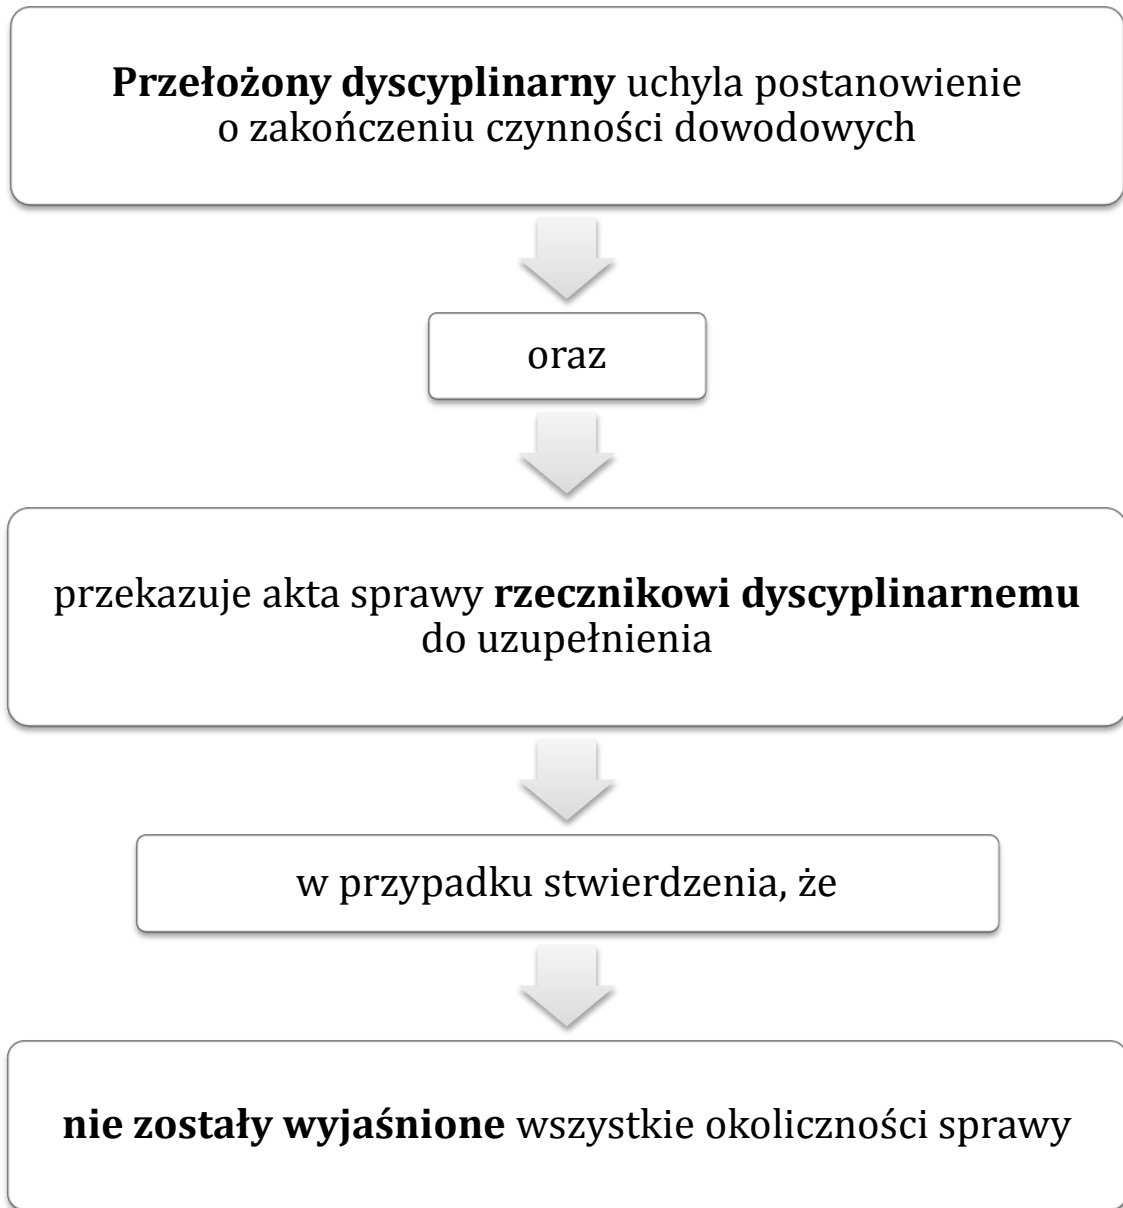 Przełożony dyscyplinarny uchyla postanowienie
o zakończeniu czynności dowodowych
oraz
przekazuje akta sprawy rzecznikowi dyscyplinarnemu
do uzupełnienia
w przypadku stwierdzenia, że
nie zostały wyjaśnione wszystkie okoliczności sprawy